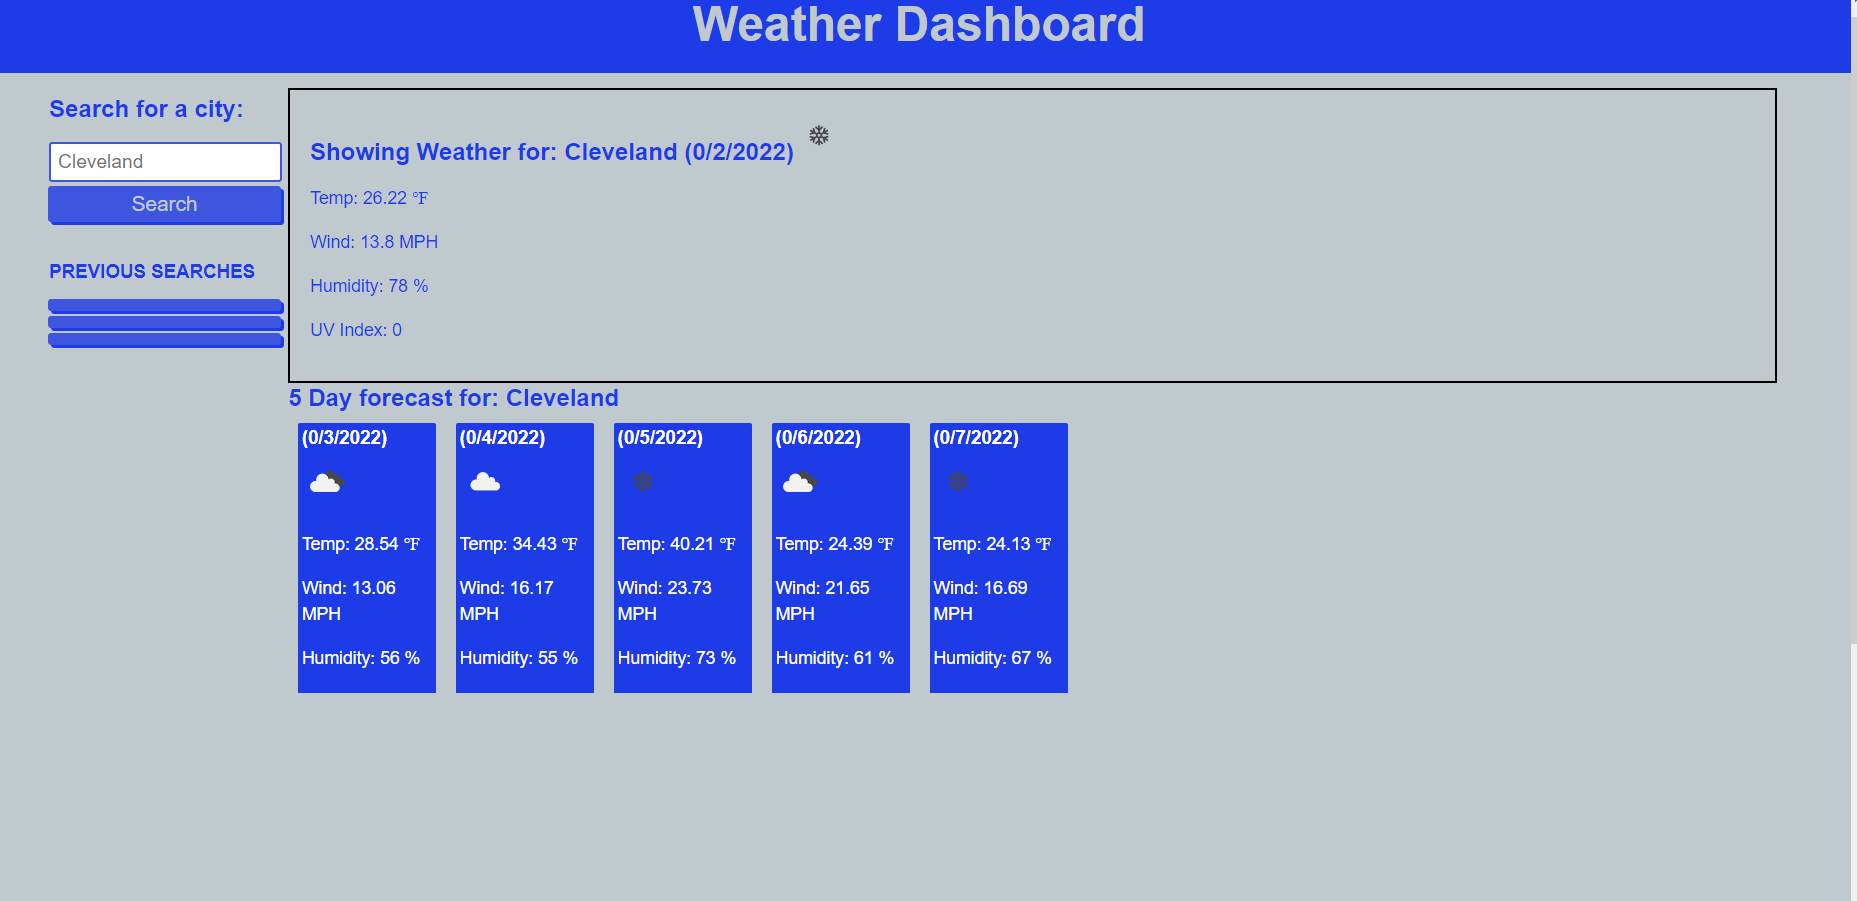 Weather Dashboard
Search for a city:
Cleveland
Search
PREVIOUS SEARCHES
Showing Weather for: Cleveland (0/2/2022)
Temp: 26.22 ℉
Wind: 13.8 MPH
Humidity: 78 %
UV Index: 0
5 Day forecast for: Cleveland
(0/3/2022)
Temp: 28.54 ℉
Wind: 13.06
MPH
Humidity: 56 %
(0/4/2022)
Temp: 34.43 ℉
Wind: 16.17
MPH
Humidity: 55 %
(0/5/2022)
Temp: 40.21 ℉
Wind: 23.73
MPH
Humidity: 73 %
(0/6/2022)
Temp: 24.39 ℉
Wind: 21.65
MPH
Humidity: 61 %
(0/7/2022)
Temp: 24.13 ℉
Wind: 16.69
MPH
Humidity: 67 %